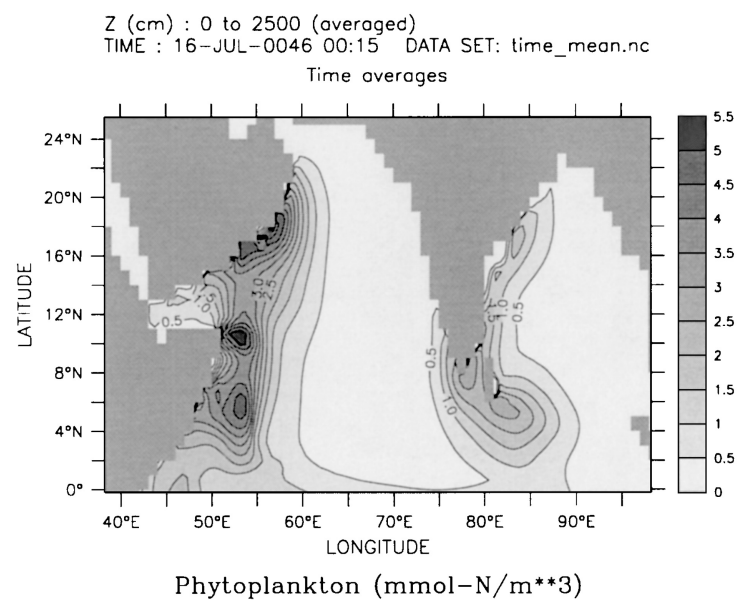 Z (cm) : 0 to 2500 (averaged)
TIME : 16-JUL-0046 00:15 DATA SET: time_mean.nc
Time averages
24°N
20°N
16°N
12°N
8°N
4°N
0°
LATITUDE
40°E 50°E 60°E 70°E 80°E 90°E
LONGITUDE
0.5
0.5
3.0
2.5
0.5
1.0
0.5
5.5
5
4.5
4
3.5
3
2.5
2
1.5
1
0.5
0
Phytoplankton (mmol-N/m**3)